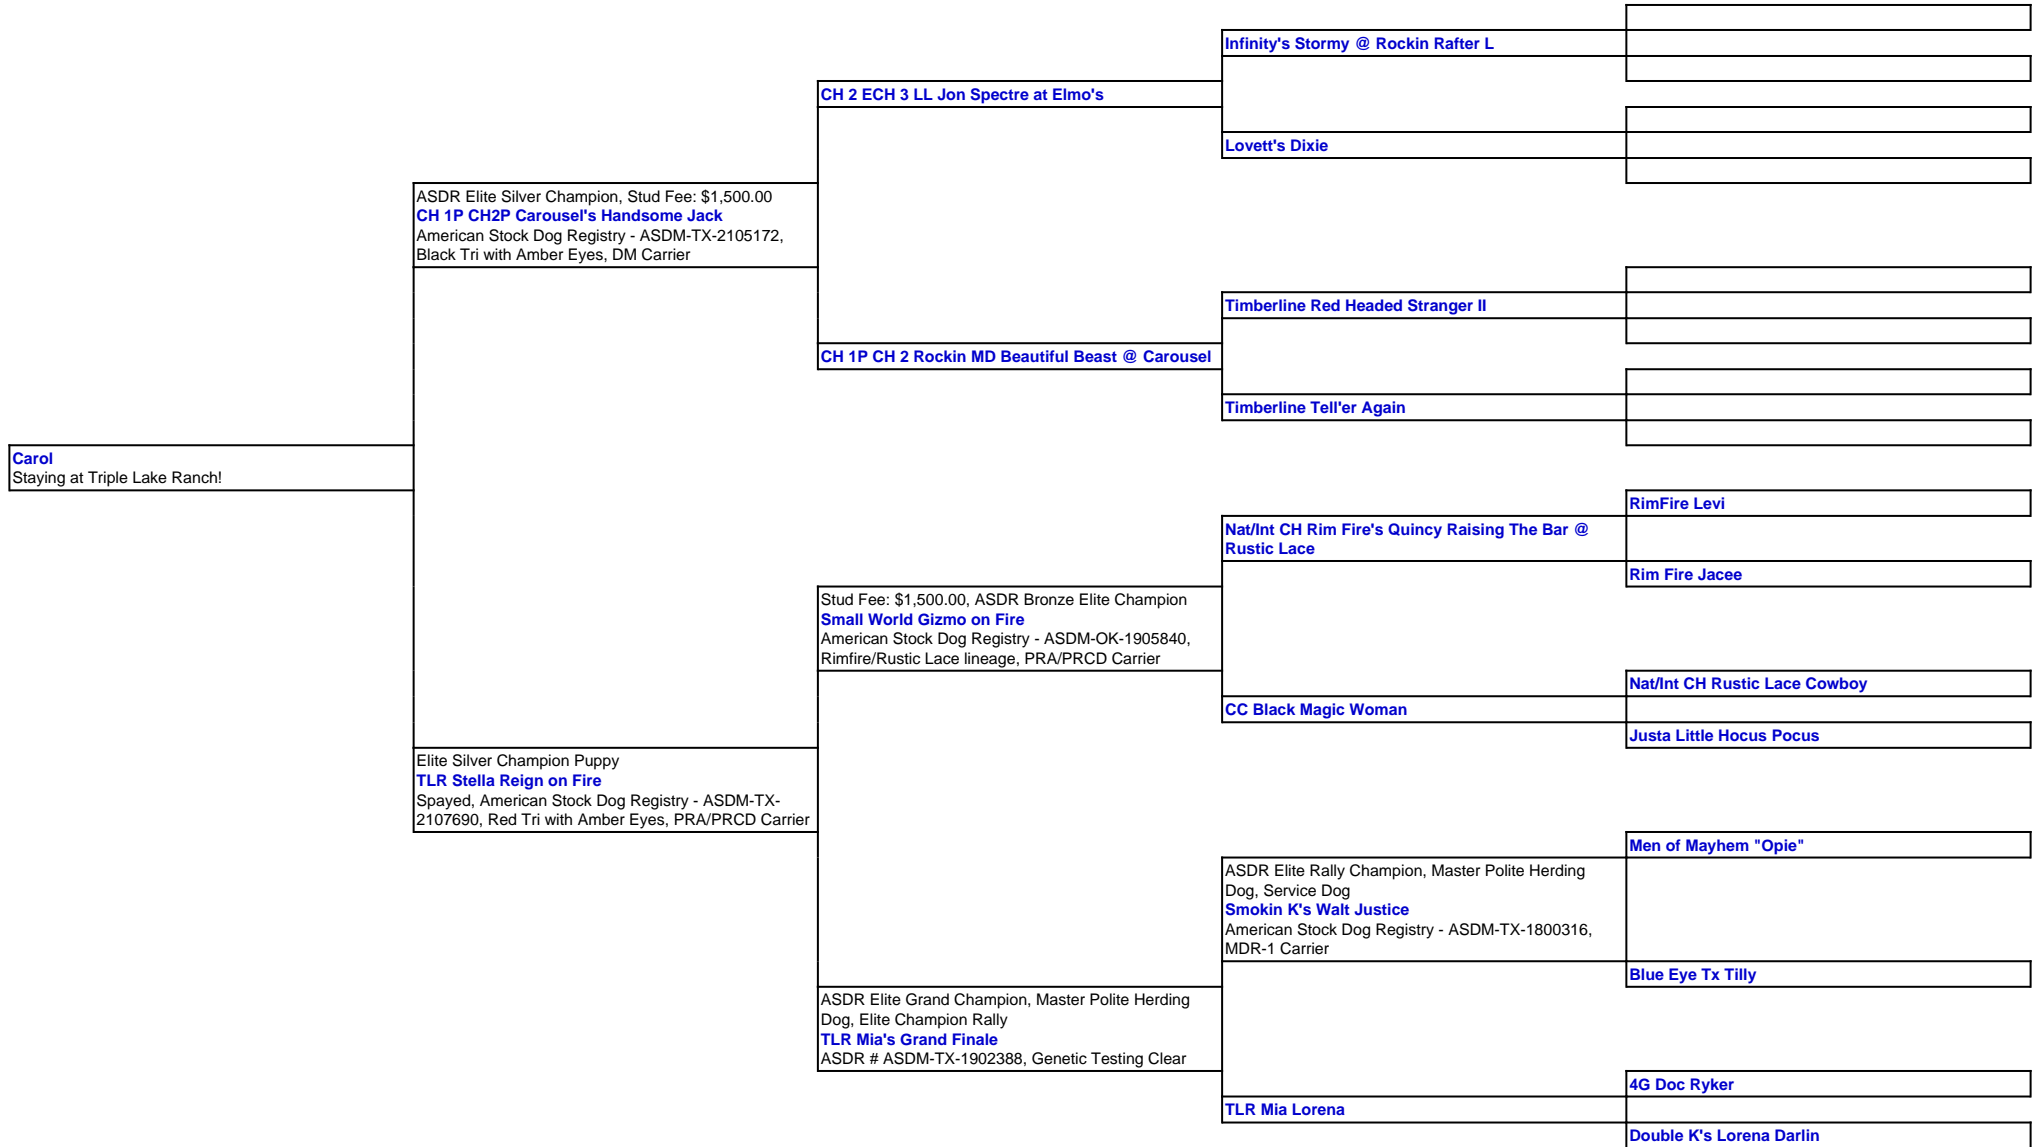 Infinity's Stormy @ Rockin Rafter L
CH 2 ECH 3 LL Jon Spectre at Elmo's
Lovett's Dixie
ASDR Elite Silver Champion, Stud Fee: $1,500.00
CH 1P CH2P Carousel's Handsome Jack
American Stock Dog Registry - ASDM-TX-2105172,
Black Tri with Amber Eyes, DM Carrier
Timberline Red Headed Stranger II
CH 1P CH 2 Rockin MD Beautiful Beast @ Carousel
Timberline Tell'er Again
Carol
Staying at Triple Lake Ranch!
RimFire Levi
Nat/Int CH Rim Fire's Quincy Raising The Bar @
Rustic Lace
Rim Fire Jacee
Stud Fee: $1,500.00, ASDR Bronze Elite Champion
Small World Gizmo on Fire
American Stock Dog Registry - ASDM-OK-1905840,
Rimfire/Rustic Lace lineage, PRA/PRCD Carrier
Nat/Int CH Rustic Lace Cowboy
CC Black Magic Woman
Justa Little Hocus Pocus
Elite Silver Champion Puppy
TLR Stella Reign on Fire
Spayed, American Stock Dog Registry - ASDM-TX-
2107690, Red Tri with Amber Eyes, PRA/PRCD Carrier
Men of Mayhem "Opie"
ASDR Elite Rally Champion, Master Polite Herding
Dog, Service Dog
Smokin K's Walt Justice
American Stock Dog Registry - ASDM-TX-1800316,
MDR-1 Carrier
Blue Eye Tx Tilly
ASDR Elite Grand Champion, Master Polite Herding
Dog, Elite Champion Rally
TLR Mia's Grand Finale
ASDR # ASDM-TX-1902388, Genetic Testing Clear
4G Doc Ryker
TLR Mia Lorena
Double K's Lorena Darlin